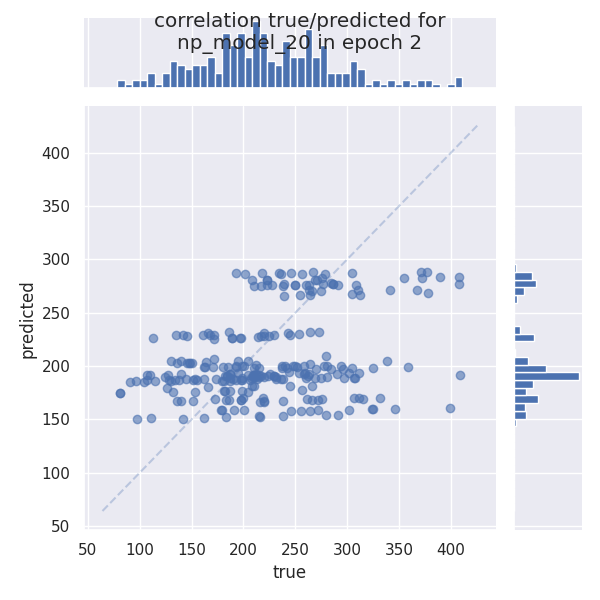 correlation true/predicted for
np_model_20 in epoch 2
400
350
300
250
200
150
100
50
predicted
50 100 150 200 250 300 350 400
true